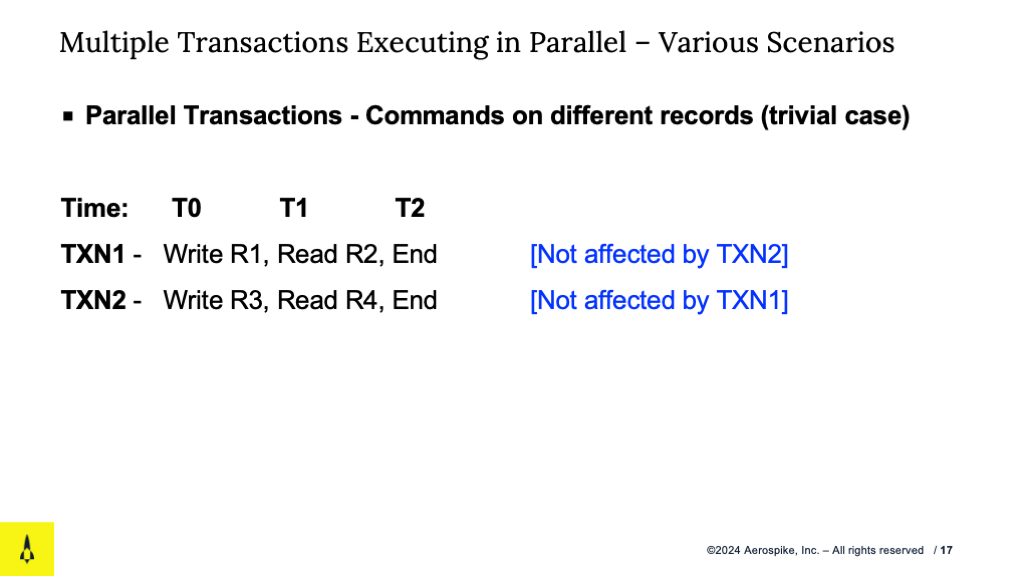 Multiple Transactions Executing in Parallel – Various Scenarios
▪ Parallel Transactions - Commands on different records (trivial case)
Time: T0 T1 T2
TXN1 - Write R1, Read R2, End [Not affected by TXN2]
TXN2 - Write R3, Read R4, End [Not affected by TXN1]
©2024 Aerospike, Inc. – All rights reserved / 17